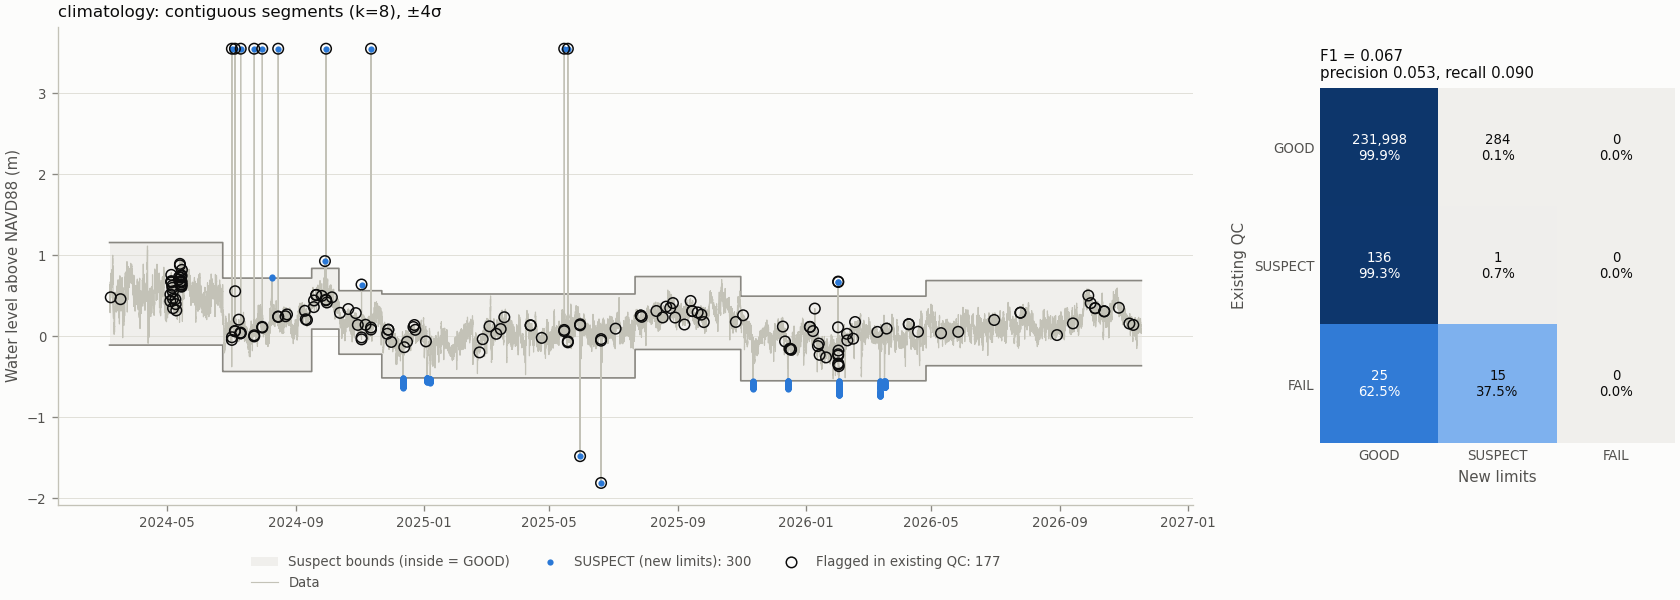 climatology: contiguous segments (k=8), ±4σ
Water level above NAVD88 (m)
3
2
1
0
−1
−2
2024-05
2024-09
2025-01
2025-05
2025-09
2026-01
2026-05
2026-09
2027-01
Suspect bounds (inside = GOOD)
Data
SUSPECT (new limits): 300
Flagged in existing QC: 177
F1 = 0.067
precision 0.053, recall 0.090
Existing QC
GOOD
231,998
99.9%
284
0.1%
0
0.0%
SUSPECT
136
99.3%
1
0.7%
0
0.0%
FAIL
25
62.5%
15
37.5%
0
0.0%
GOOD
SUSPECT
FAIL
New limits